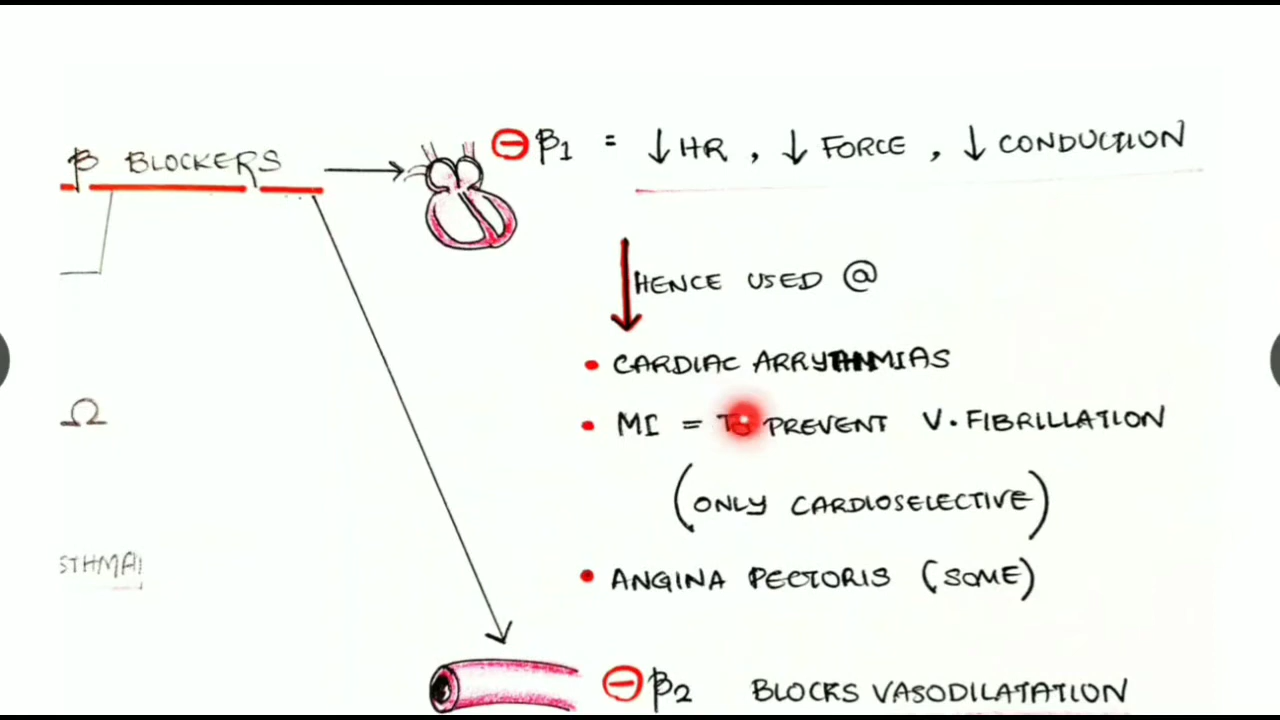 β BLOCKERS
⊖ β1 = ↓ HR , ↓ FORCE , ↓ CONDUCTION
HENCE USED @
• CARDIAC ARRYTHMIAS
• MI = TO PREVENT V. FIBRILLATION
(ONLY CARDIOSELECTIVE)
• ANGINA PECTORIS (SOME)
Ω
STHMA!
⊖ β2 BLOCKS VASODILATATION